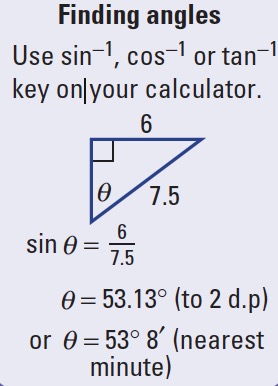 Finding angles
Use sin⁻¹, cos⁻¹ or tan⁻¹
key on your calculator.
6
θ
7.5
sin θ = 6/7.5
θ = 53.13° (to 2 d.p)
or θ = 53° 8′ (nearest
minute)